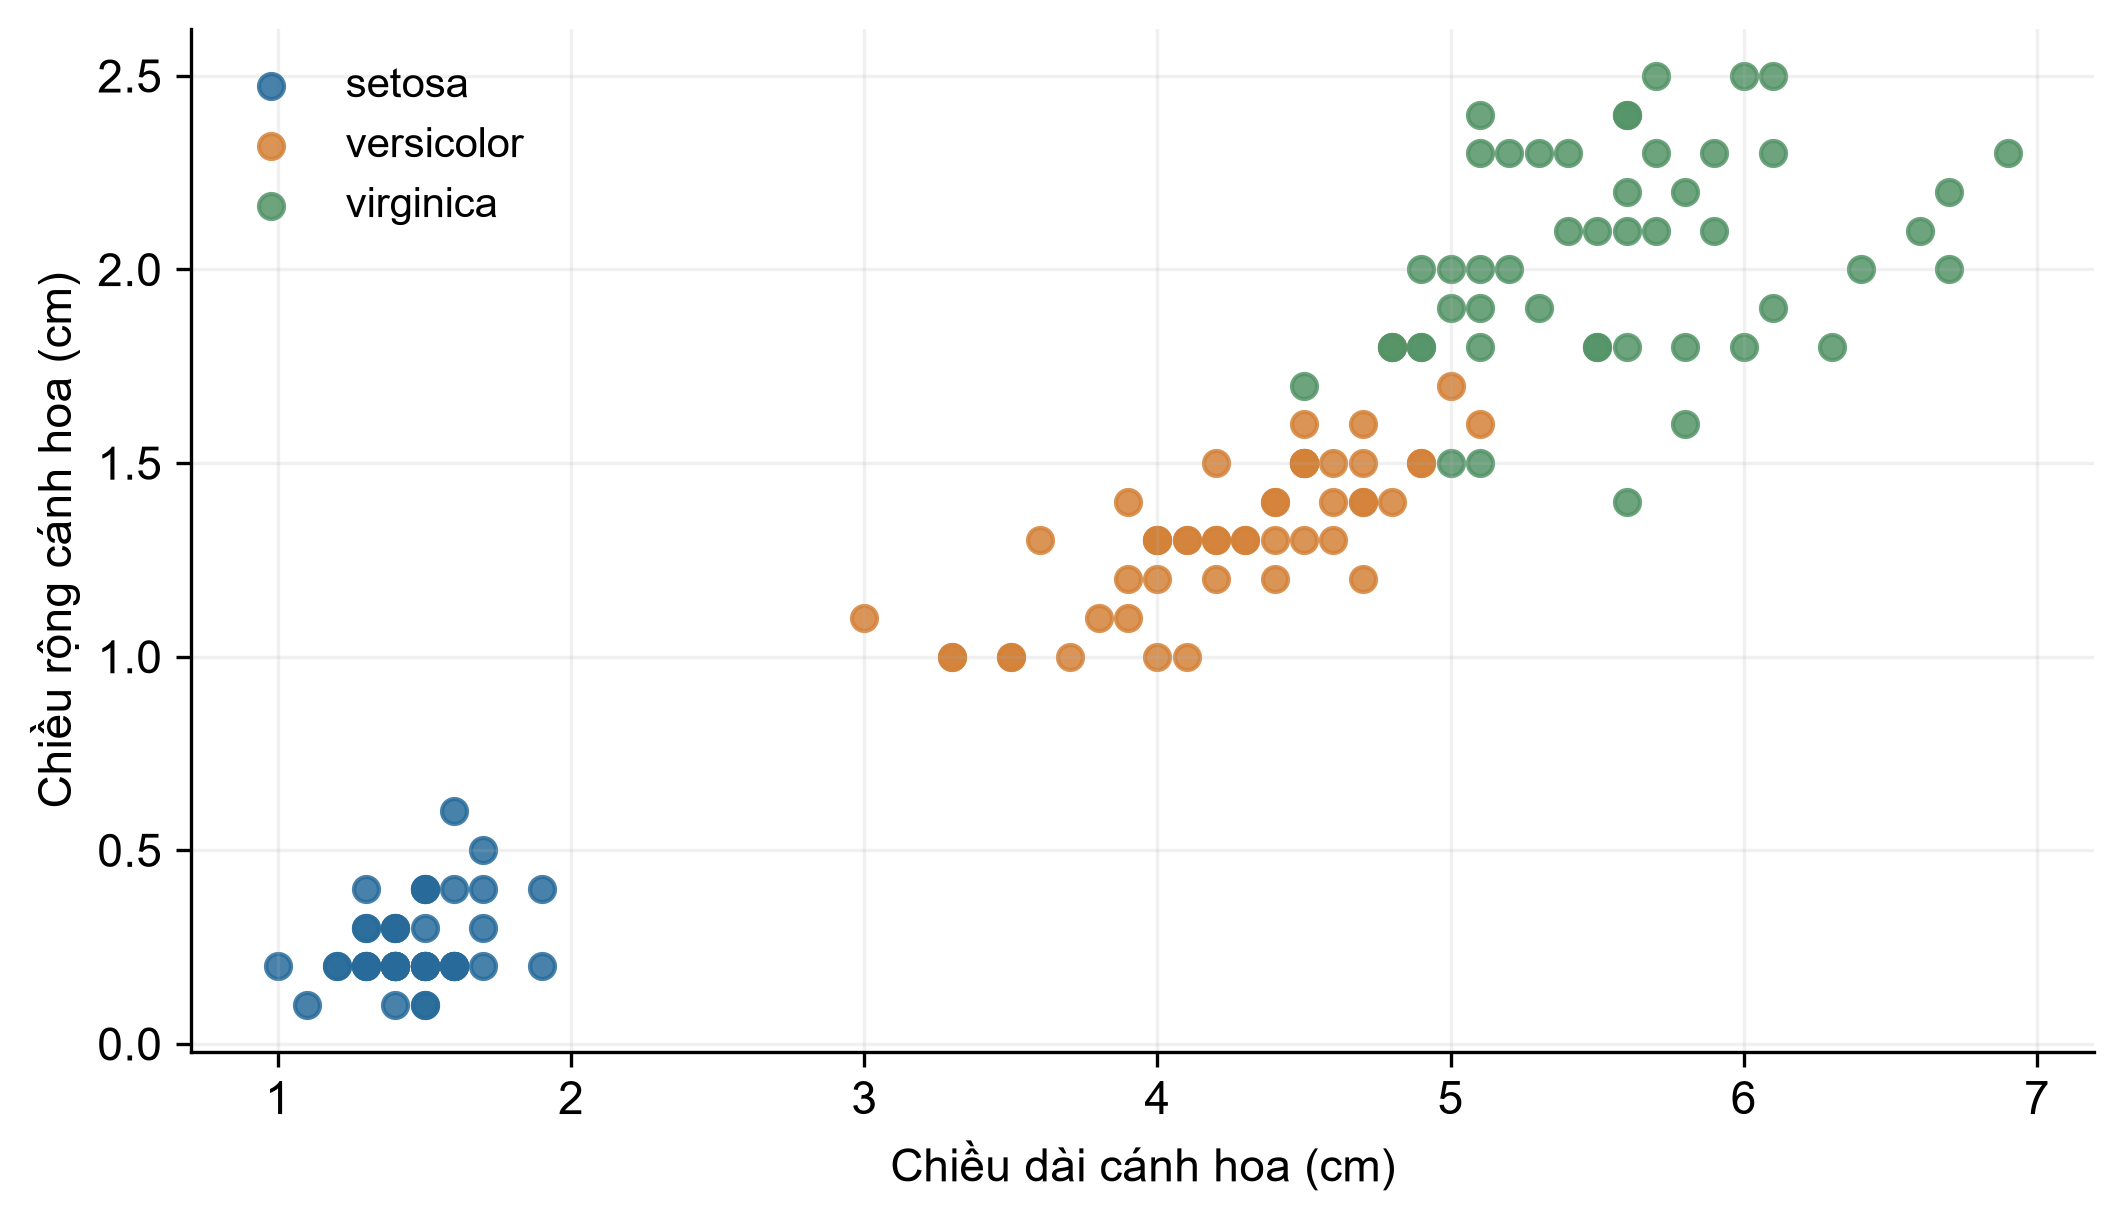 setosa
versicolor
virginica
Chiều rộng cánh hoa (cm)
2.5
2.0
1.5
1.0
0.5
0.0
1 2 3 4 5 6 7
Chiều dài cánh hoa (cm)